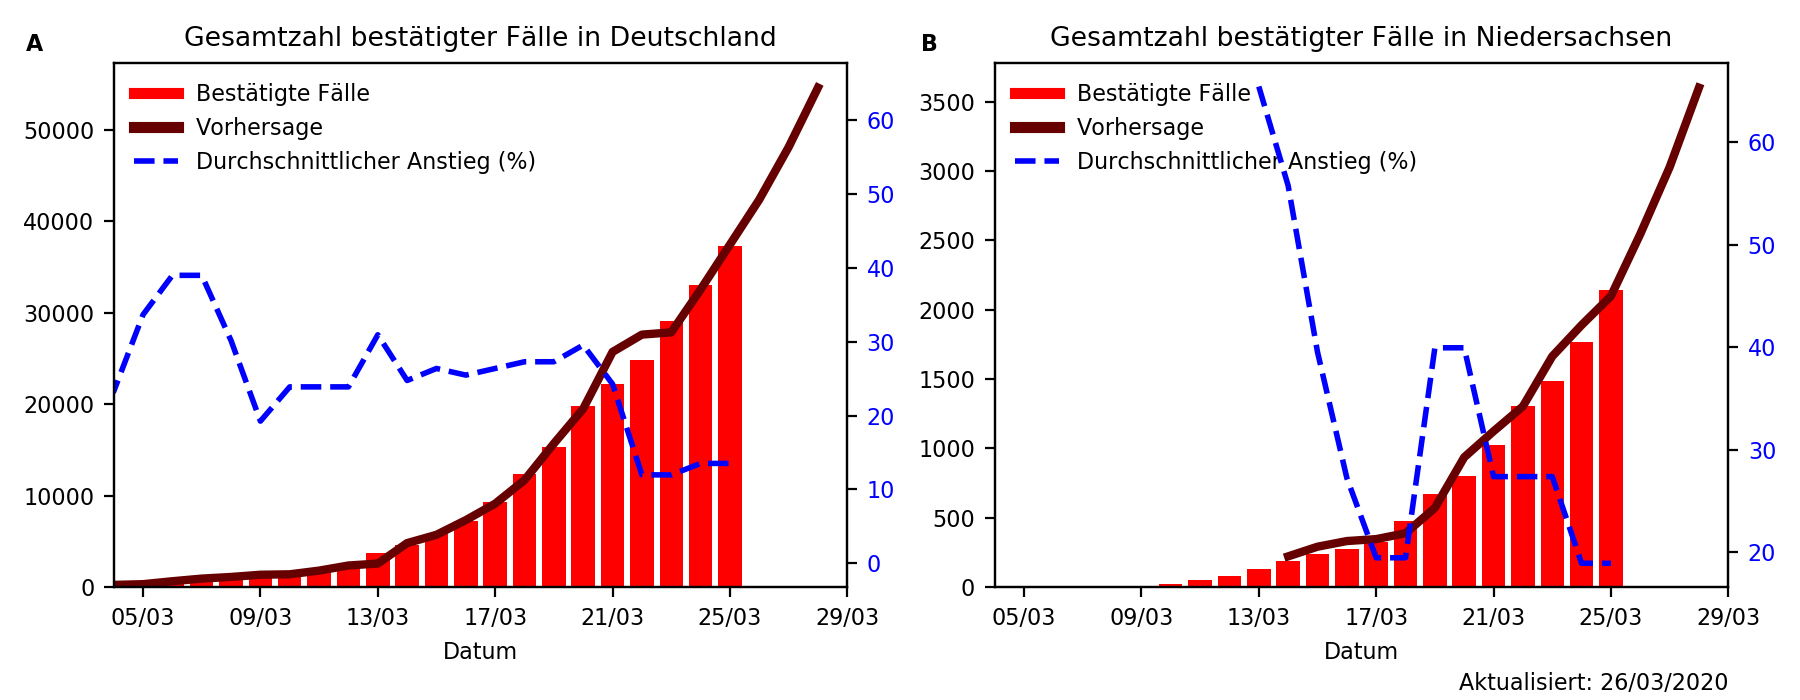 A
Gesamtzahl bestätigter Fälle in Deutschland
Bestätigte Fälle
Vorhersage
Durchschnittlicher Anstieg (%)
50000
40000
30000
20000
10000
0
60
50
40
30
20
10
0
05/03 09/03 13/03 17/03 21/03 25/03 29/03
Datum
B
Gesamtzahl bestätigter Fälle in Niedersachsen
Bestätigte Fälle
Vorhersage
Durchschnittlicher Anstieg (%)
3500
3000
2500
2000
1500
1000
500
0
60
50
40
30
20
05/03 09/03 13/03 17/03 21/03 25/03 29/03
Datum
Aktualisiert: 26/03/2020